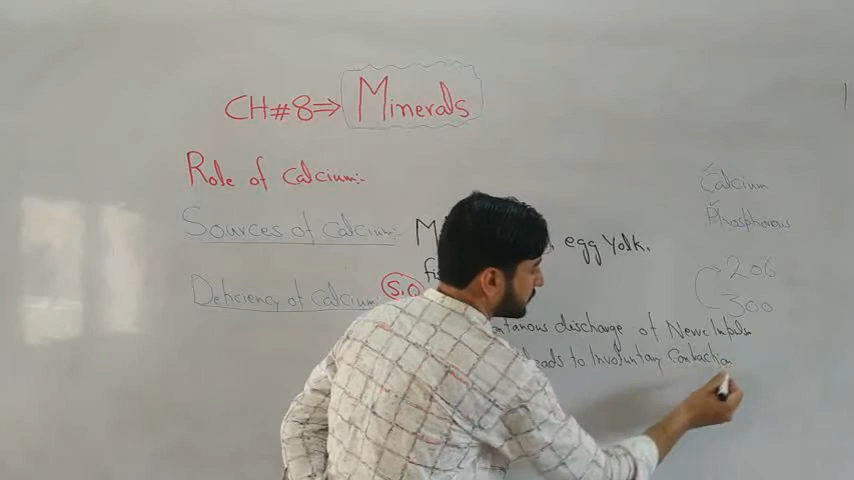 CH#8⇒ Minerals
Role of Calcium:-
Calcium
Phosphorous
Sources of calcium:- egg Yolk.
206
300
Deficiency of Calcium:- S.O
discharge of Nerve Impuls
leads to Involuntary Contraction